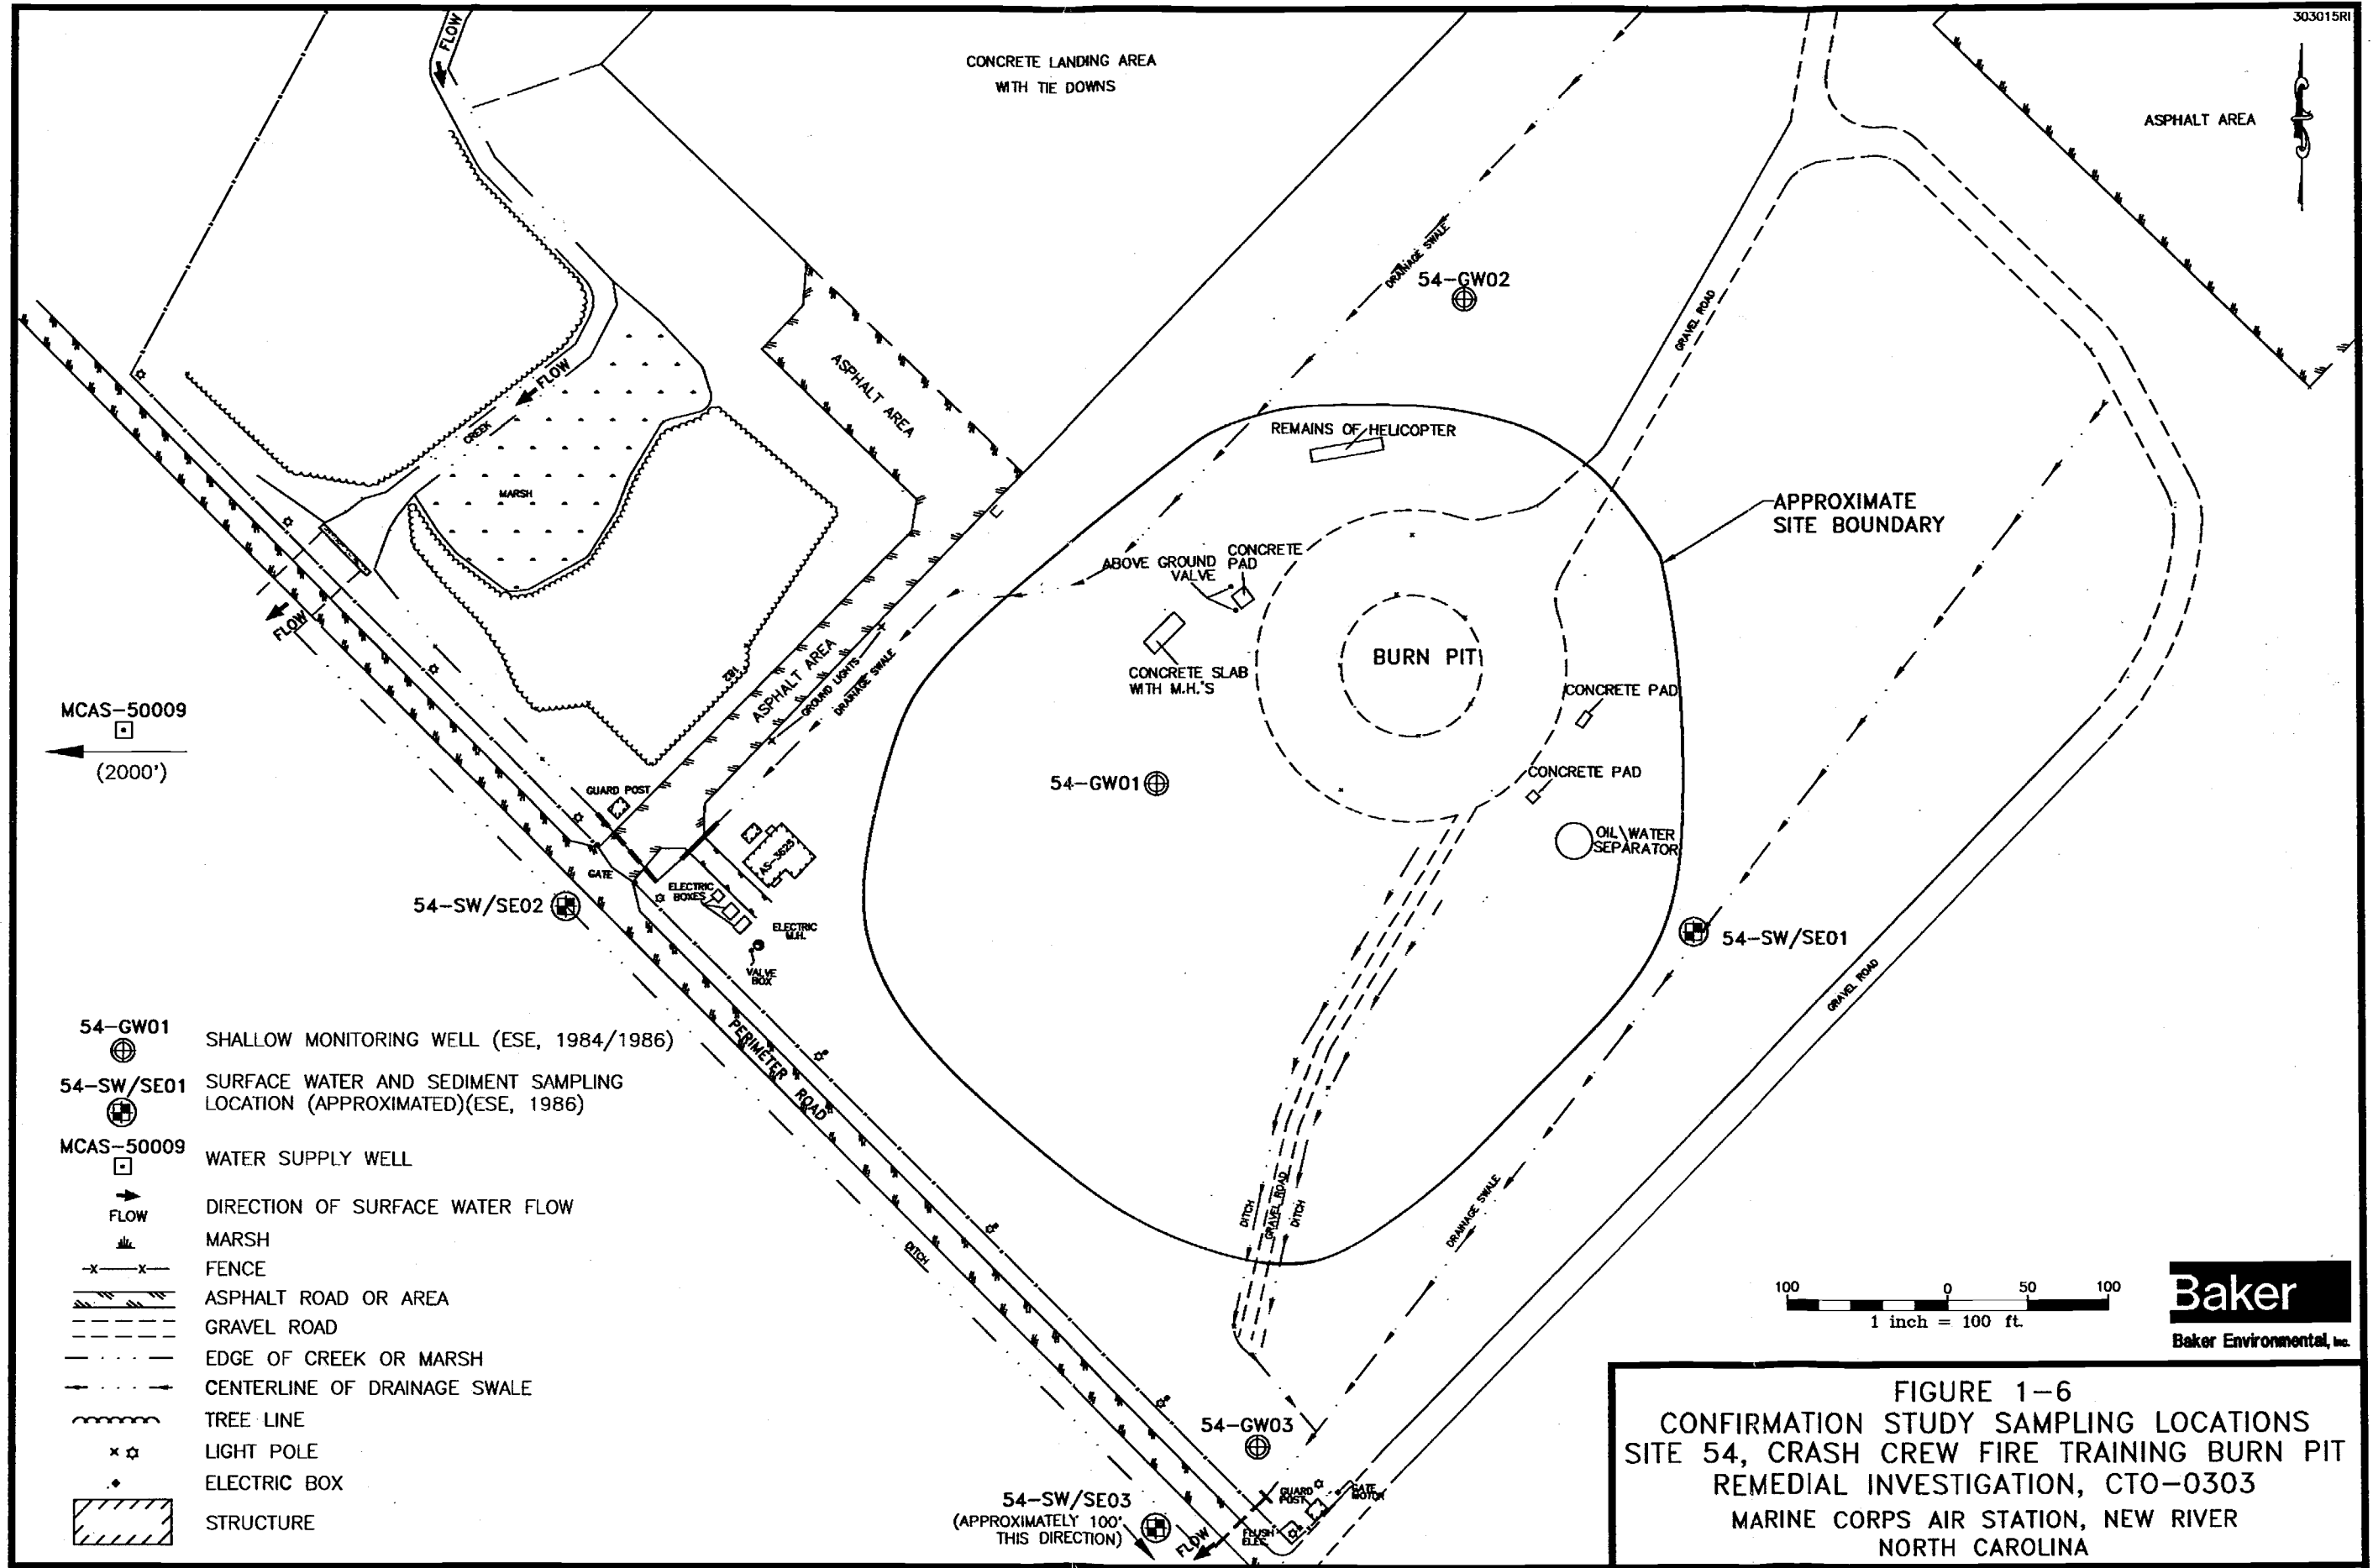 303015RI
FLOW
CONCRETE LANDING AREA
WITH TIE DOWNS
ASPHALT AREA
DRAINAGE SWALE
54-GW02
GRAVEL ROAD
FLOW
CREEK
MARSH
ASPHALT AREA
REMAINS OF HELICOPTER
APPROXIMATE
SITE BOUNDARY
ABOVE GROUND
VALVE
CONCRETE
PAD
CONCRETE SLAB
WITH M.H.'S
BURN PIT
CONCRETE PAD
CONCRETE PAD
OIL\WATER
SEPARATOR
FLOW
MCAS-50009
(2000')
182
ASPHALT AREA
GROUND LIGHTS
DRAINAGE SWALE
54-GW01
GUARD POST
AS-3625
GATE
ELECTRIC
BOXES
ELECTRIC
M.H.
VALVE
BOX
54-SW/SE02
54-SW/SE01
GRAVEL ROAD
PERIMETER ROAD
DITCH
DITCH
GRAVEL ROAD
DITCH
DRAINAGE SWALE
54-GW03
GUARD
POST
GATE
MOTOR
FLUSH
ELEC.
FLOW
54-SW/SE03
(APPROXIMATELY 100'
THIS DIRECTION)
54-GW01
SHALLOW MONITORING WELL (ESE, 1984/1986)
54-SW/SE01
SURFACE WATER AND SEDIMENT SAMPLING
LOCATION (APPROXIMATED)(ESE, 1986)
MCAS-50009
WATER SUPPLY WELL
FLOW
DIRECTION OF SURFACE WATER FLOW
MARSH
FENCE
ASPHALT ROAD OR AREA
GRAVEL ROAD
EDGE OF CREEK OR MARSH
CENTERLINE OF DRAINAGE SWALE
TREE LINE
LIGHT POLE
ELECTRIC BOX
STRUCTURE
100 0 50 100
1 inch = 100 ft.
Baker
Baker Environmental, Inc.
FIGURE 1-6
CONFIRMATION STUDY SAMPLING LOCATIONS
SITE 54, CRASH CREW FIRE TRAINING BURN PIT
REMEDIAL INVESTIGATION, CTO-0303
MARINE CORPS AIR STATION, NEW RIVER
NORTH CAROLINA